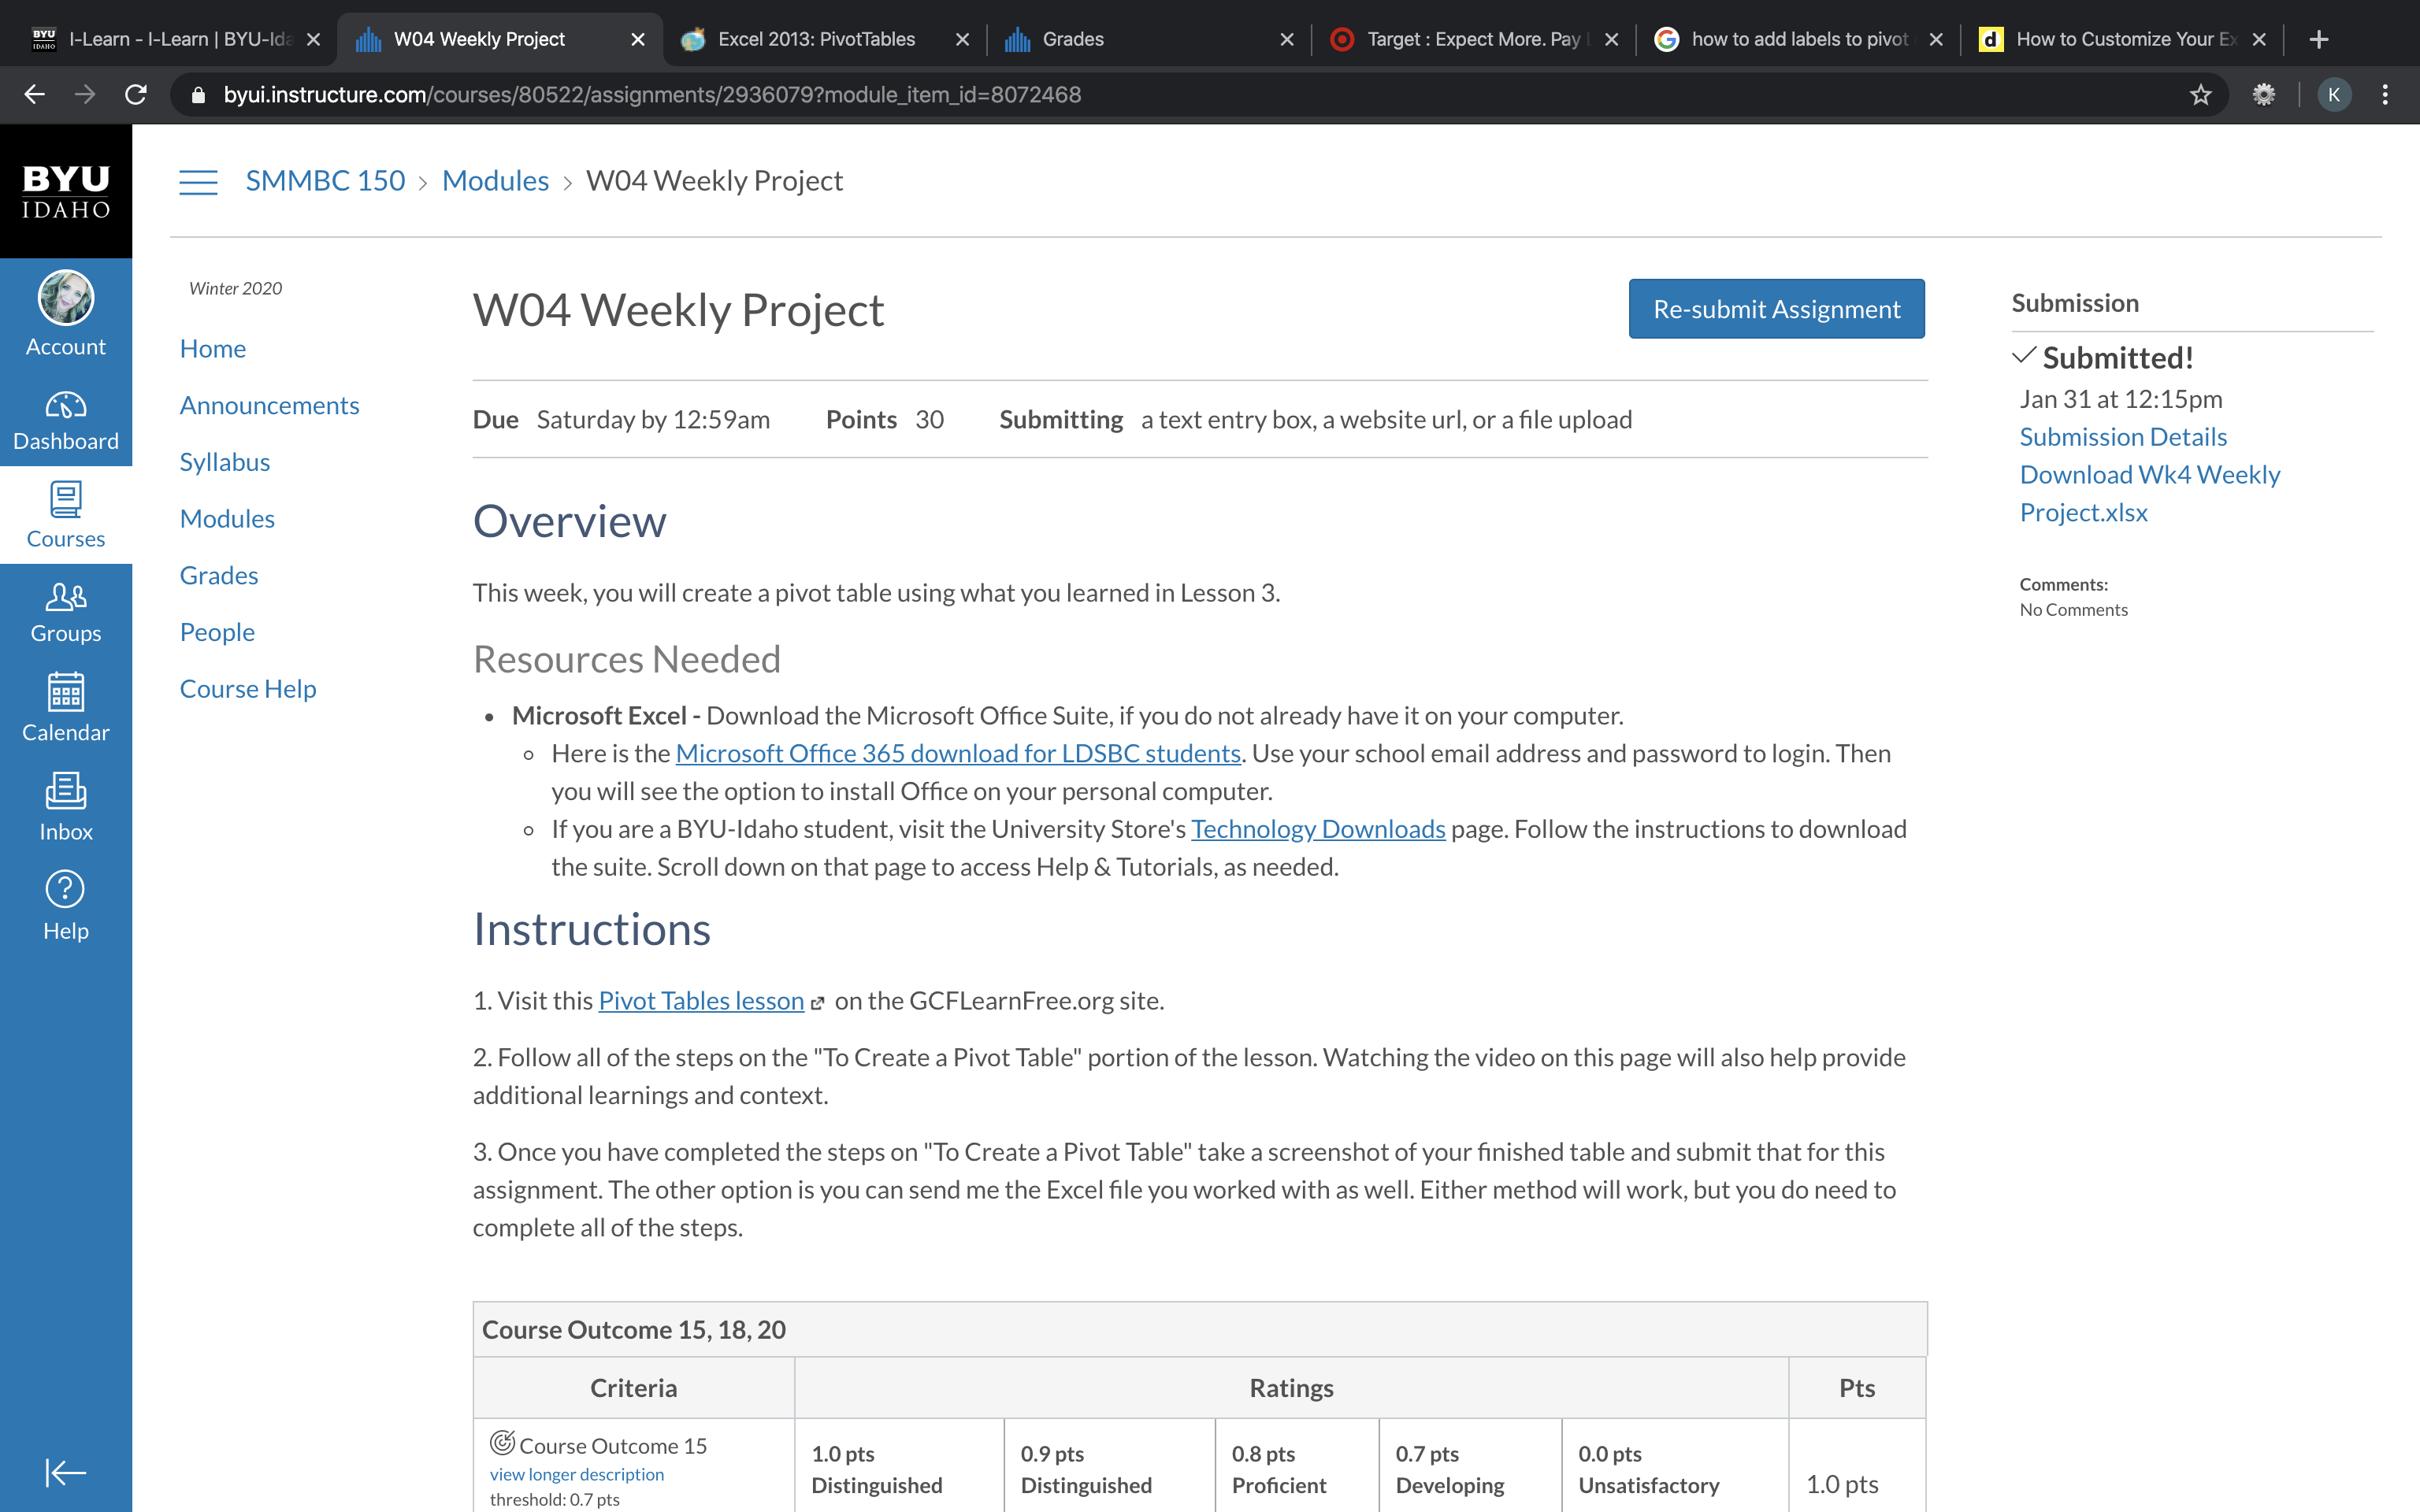 I-Learn - I-Learn | BYU-Ida
W04 Weekly Project
Excel 2013: PivotTables
Grades
Target : Expect More. Pay L
how to add labels to pivot
How to Customize Your Ex
byui.instructure.com/courses/80522/assignments/2936079?module_item_id=8072468
K
BYU
IDAHO
Account
Dashboard
Courses
Groups
Calendar
Inbox
Help
SMMBC 150 > Modules > W04 Weekly Project
Winter 2020
Home
Announcements
Syllabus
Modules
Grades
People
Course Help
W04 Weekly Project
Re-submit Assignment
Due Saturday by 12:59am Points 30 Submitting a text entry box, a website url, or a file upload
Overview
This week, you will create a pivot table using what you learned in Lesson 3.
Resources Needed
• Microsoft Excel - Download the Microsoft Office Suite, if you do not already have it on your computer.
◦ Here is the Microsoft Office 365 download for LDSBC students. Use your school email address and password to login. Then
you will see the option to install Office on your personal computer.
◦ If you are a BYU-Idaho student, visit the University Store's Technology Downloads page. Follow the instructions to download
the suite. Scroll down on that page to access Help & Tutorials, as needed.
Instructions
1. Visit this Pivot Tables lesson on the GCFLearnFree.org site.
2. Follow all of the steps on the "To Create a Pivot Table" portion of the lesson. Watching the video on this page will also help provide
additional learnings and context.
3. Once you have completed the steps on "To Create a Pivot Table" take a screenshot of your finished table and submit that for this
assignment. The other option is you can send me the Excel file you worked with as well. Either method will work, but you do need to
complete all of the steps.
Course Outcome 15, 18, 20
Criteria Ratings Pts
Course Outcome 15
view longer description
threshold: 0.7 pts
1.0 pts
Distinguished
0.9 pts
Distinguished
0.8 pts
Proficient
0.7 pts
Developing
0.0 pts
Unsatisfactory
1.0 pts
Submission
Submitted!
Jan 31 at 12:15pm
Submission Details
Download Wk4 Weekly
Project.xlsx
Comments:
No Comments